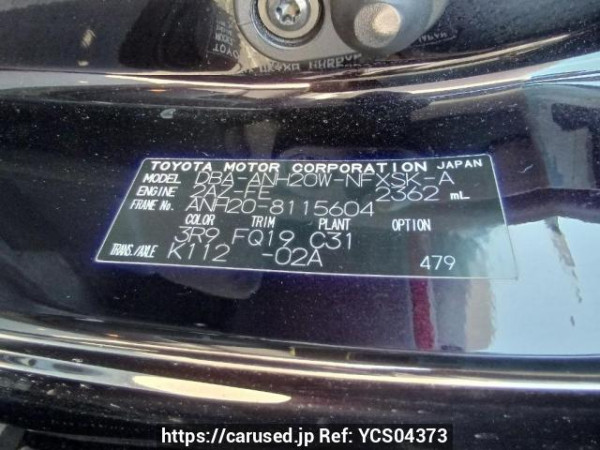 TOYOTA MOTOR CORPORATION JAPAN
MODEL DBA-ANH20W-NFXSK-A
ENGINE 2AZ-FE 2362 mL
FRAME No. ANH20-8115604
COLOR TRIM PLANT OPTION
3R9 FQ19 C31
TRANS./AXLE K112 -02A 479
https://carused.jp Ref: YCS04373